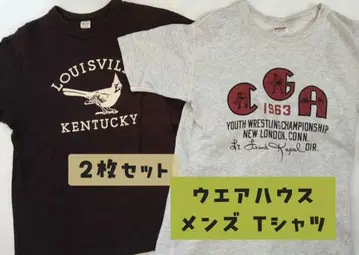 LOUISVILLE
KENTUCKY
CGA
1963
YOUTH WRESTLING CHAMPIONSHIP
NEW LONDON, CONN.
DIR.
2枚セット
ウエアハウス
メンズ Tシャツ